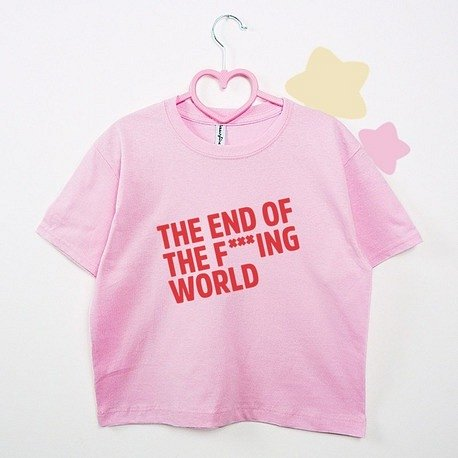 THE END OF
THE F***ING
WORLD